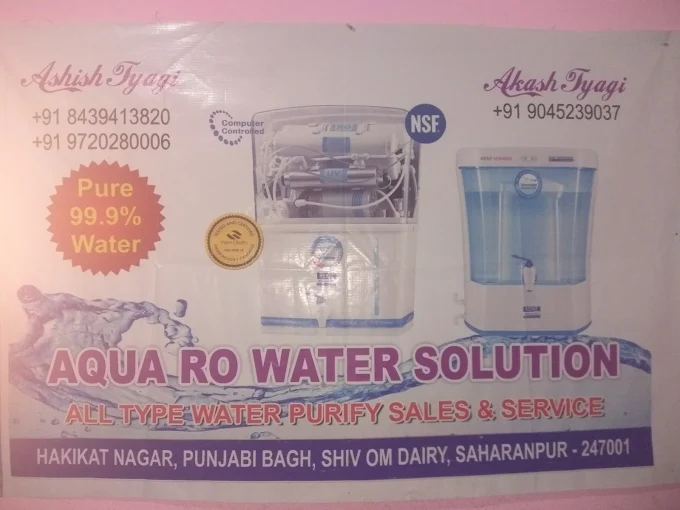 Ashish Tyagi
+91 8439413820
+91 9720280006
Akash Tyagi
+91 9045239037
Computer
Controlled
NSF
Pure
99.9%
Water
AQUA RO WATER SOLUTION
ALL TYPE WATER PURIFY SALES & SERVICE
HAKIKAT NAGAR, PUNJABI BAGH, SHIV OM DAIRY, SAHARANPUR - 247001